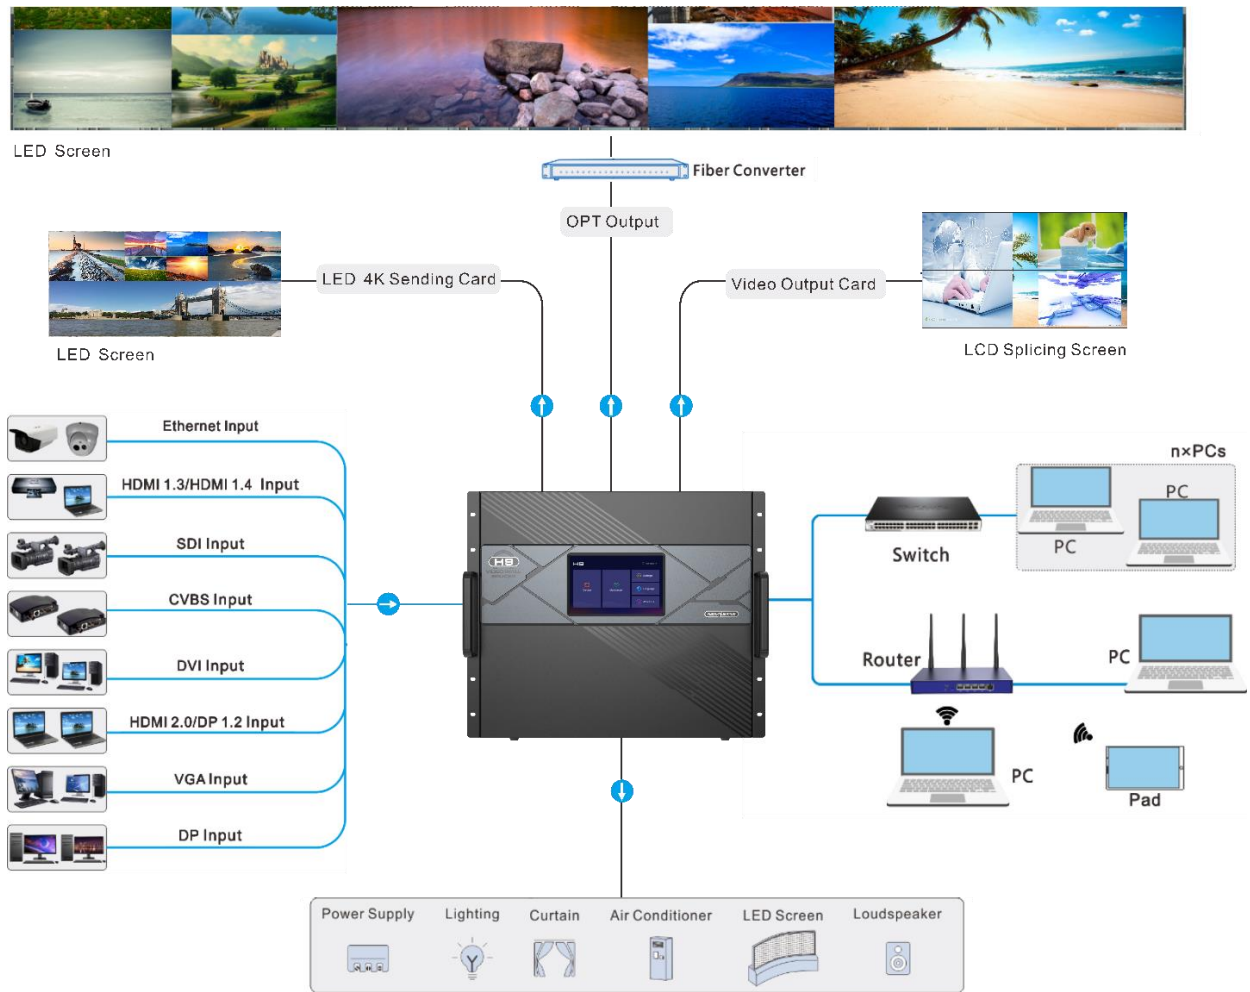 LED Screen
Fiber Converter
OPT Output
LED 4K Sending Card
Video Output Card
LED Screen
LCD Splicing Screen
Ethernet Input
HDMI 1.3/HDMI 1.4 Input
SDI Input
CVBS Input
DVI Input
HDMI 2.0/DP 1.2 Input
VGA Input
DP Input
H9
H9
n×PCs
PC
PC
Switch
Router
PC
PC
Pad
Power Supply
Lighting
Curtain
Air Conditioner
LED Screen
Loudspeaker